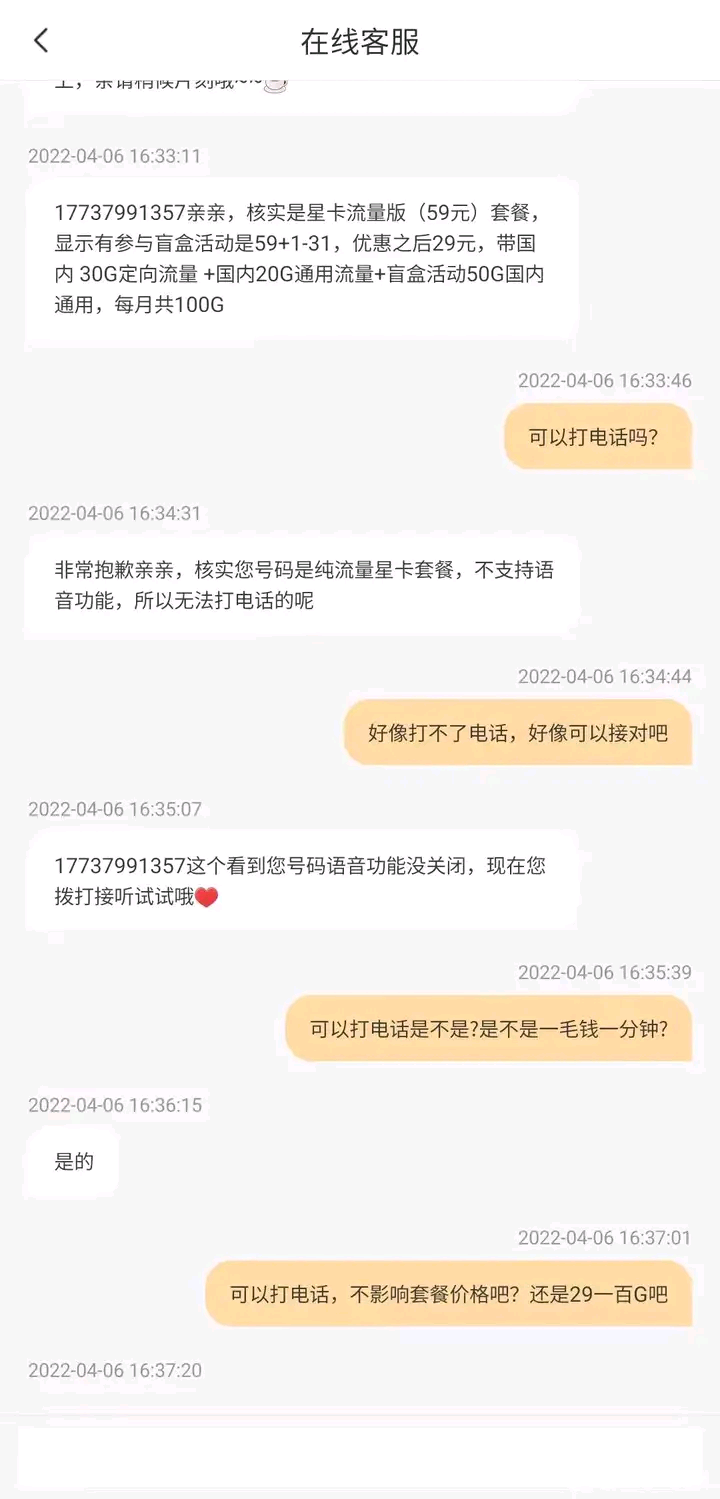 在线客服
上，亲请稍候片刻哦~~
2022-04-06 16:33:11
17737991357亲亲，核实是星卡流量版（59元）套餐，
显示有参与盲盒活动是59+1-31，优惠之后29元，带国
内 30G定向流量 +国内20G通用流量+盲盒活动50G国内
通用，每月共100G
2022-04-06 16:33:46
可以打电话吗？
2022-04-06 16:34:31
非常抱歉亲亲，核实您号码是纯流量星卡套餐，不支持语
音功能，所以无法打电话的呢
2022-04-06 16:34:44
好像打不了电话，好像可以接对吧
2022-04-06 16:35:07
17737991357这个看到您号码语音功能没关闭，现在您
拨打接听试试哦❤️
2022-04-06 16:35:39
可以打电话是不是?是不是一毛钱一分钟?
2022-04-06 16:36:15
是的
2022-04-06 16:37:01
可以打电话，不影响套餐价格吧？还是29一百G吧
2022-04-06 16:37:20